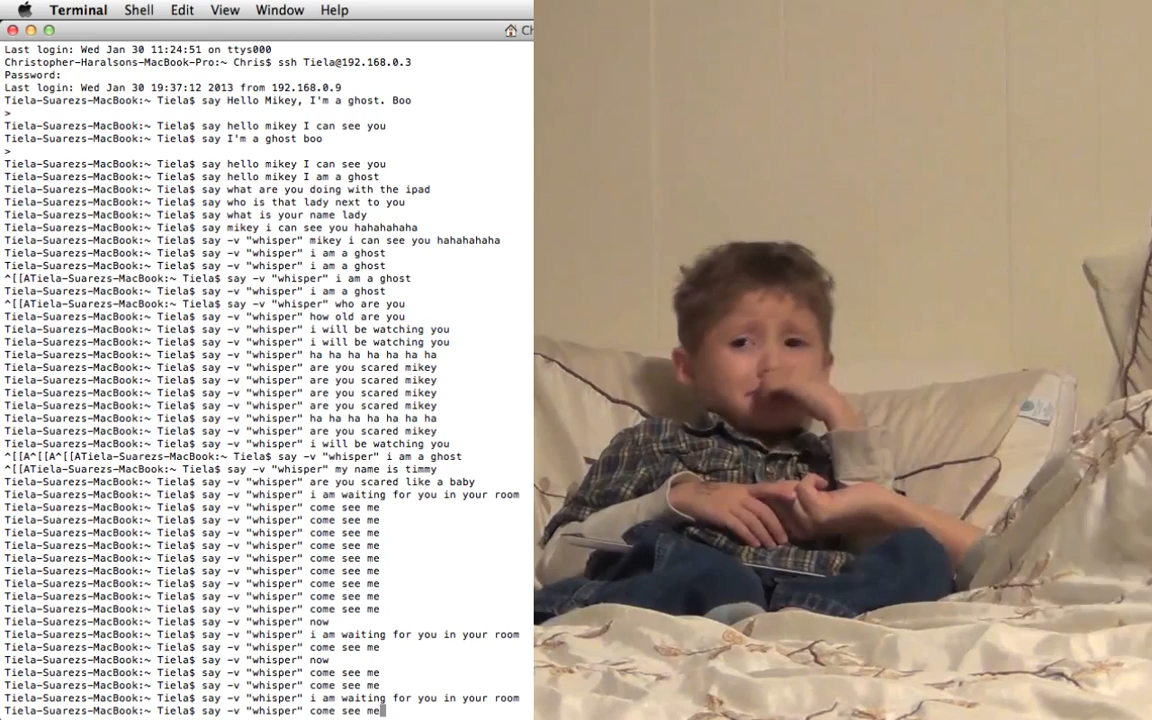 Terminal Shell Edit View Window Help
Ch
Last login: Wed Jan 30 11:24:51 on ttys000
Christopher-Haralsons-MacBook-Pro:~ Chris$ ssh Tiela@192.168.0.3
Password:
Last login: Wed Jan 30 19:37:12 2013 from 192.168.0.9
Tiela-Suarezs-MacBook:~ Tiela$ say Hello Mikey, I'm a ghost. Boo
>
Tiela-Suarezs-MacBook:~ Tiela$ say hello mikey I can see you
Tiela-Suarezs-MacBook:~ Tiela$ say I'm a ghost boo
>
Tiela-Suarezs-MacBook:~ Tiela$ say hello mikey I can see you
Tiela-Suarezs-MacBook:~ Tiela$ say hello mikey I am a ghost
Tiela-Suarezs-MacBook:~ Tiela$ say what are you doing with the ipad
Tiela-Suarezs-MacBook:~ Tiela$ say who is that lady next to you
Tiela-Suarezs-MacBook:~ Tiela$ say what is your name lady
Tiela-Suarezs-MacBook:~ Tiela$ say mikey i can see you hahahahaha
Tiela-Suarezs-MacBook:~ Tiela$ say -v "whisper" mikey i can see you hahahahaha
Tiela-Suarezs-MacBook:~ Tiela$ say -v "whisper" i am a ghost
Tiela-Suarezs-MacBook:~ Tiela$ say -v "whisper" i am a ghost
^[[ATiela-Suarezs-MacBook:~ Tiela$ say -v "whisper" i am a ghost
Tiela-Suarezs-MacBook:~ Tiela$ say -v "whisper" i am a ghost
^[[ATiela-Suarezs-MacBook:~ Tiela$ say -v "whisper" who are you
Tiela-Suarezs-MacBook:~ Tiela$ say -v "whisper" how old are you
Tiela-Suarezs-MacBook:~ Tiela$ say -v "whisper" i will be watching you
Tiela-Suarezs-MacBook:~ Tiela$ say -v "whisper" i will be watching you
Tiela-Suarezs-MacBook:~ Tiela$ say -v "whisper" ha ha ha ha ha ha ha
Tiela-Suarezs-MacBook:~ Tiela$ say -v "whisper" are you scared mikey
Tiela-Suarezs-MacBook:~ Tiela$ say -v "whisper" are you scared mikey
Tiela-Suarezs-MacBook:~ Tiela$ say -v "whisper" are you scared mikey
Tiela-Suarezs-MacBook:~ Tiela$ say -v "whisper" are you scared mikey
Tiela-Suarezs-MacBook:~ Tiela$ say -v "whisper" ha ha ha ha ha ha ha
Tiela-Suarezs-MacBook:~ Tiela$ say -v "whisper" are you scared mikey
Tiela-Suarezs-MacBook:~ Tiela$ say -v "whisper" i will be watching you
^[[A^[[A^[[ATiela-Suarezs-MacBook:~ Tiela$ say -v "whisper" i am a ghost
^[[ATiela-Suarezs-MacBook:~ Tiela$ say -v "whisper" my name is timmy
Tiela-Suarezs-MacBook:~ Tiela$ say -v "whisper" are you scared like a baby
Tiela-Suarezs-MacBook:~ Tiela$ say -v "whisper" i am waiting for you in your room
Tiela-Suarezs-MacBook:~ Tiela$ say -v "whisper" come see me
Tiela-Suarezs-MacBook:~ Tiela$ say -v "whisper" come see me
Tiela-Suarezs-MacBook:~ Tiela$ say -v "whisper" come see me
Tiela-Suarezs-MacBook:~ Tiela$ say -v "whisper" come see me
Tiela-Suarezs-MacBook:~ Tiela$ say -v "whisper" come see me
Tiela-Suarezs-MacBook:~ Tiela$ say -v "whisper" come see me
Tiela-Suarezs-MacBook:~ Tiela$ say -v "whisper" come see me
Tiela-Suarezs-MacBook:~ Tiela$ say -v "whisper" come see me
Tiela-Suarezs-MacBook:~ Tiela$ say -v "whisper" come see me
Tiela-Suarezs-MacBook:~ Tiela$ say -v "whisper" now
Tiela-Suarezs-MacBook:~ Tiela$ say -v "whisper" i am waiting for you in your room
Tiela-Suarezs-MacBook:~ Tiela$ say -v "whisper" come see me
Tiela-Suarezs-MacBook:~ Tiela$ say -v "whisper" now
Tiela-Suarezs-MacBook:~ Tiela$ say -v "whisper" come see me
Tiela-Suarezs-MacBook:~ Tiela$ say -v "whisper" come see me
Tiela-Suarezs-MacBook:~ Tiela$ say -v "whisper" i am waiting for you in your room
Tiela-Suarezs-MacBook:~ Tiela$ say -v "whisper" come see me